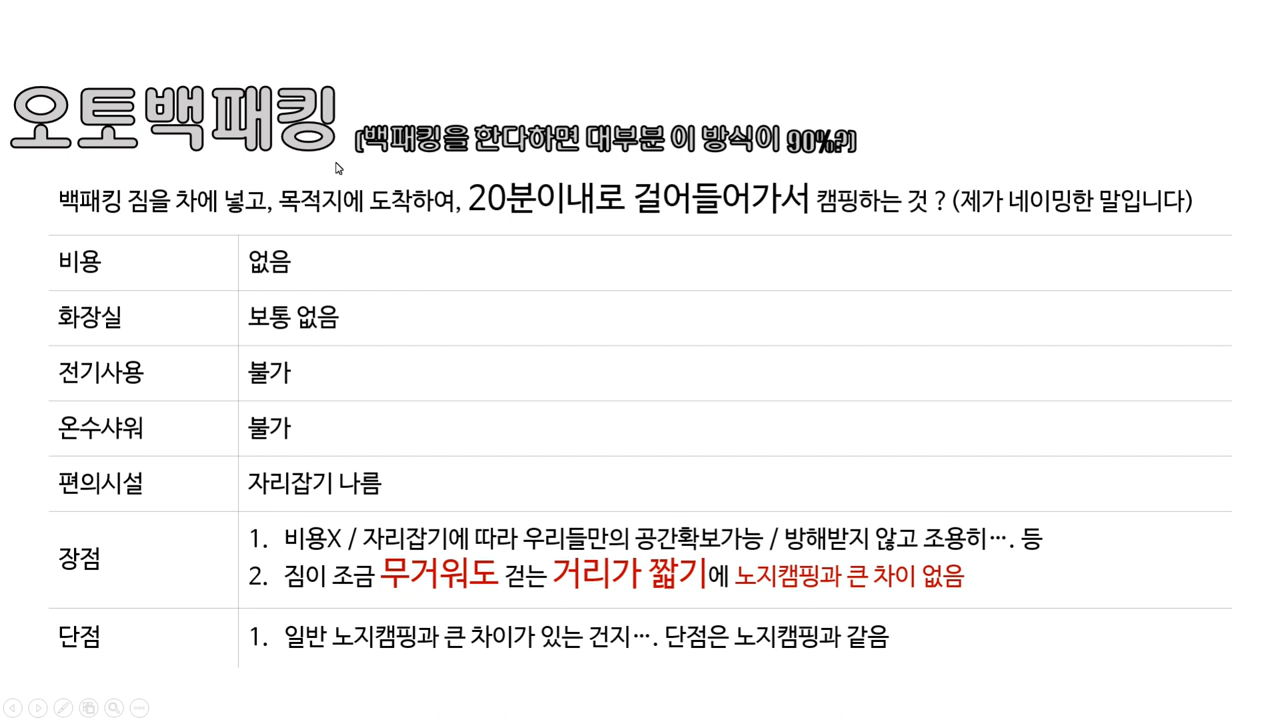 오토백패킹 (백패킹을 한다하면 대부분 이 방식이 90%?)
백패킹 짐을 차에 넣고, 목적지에 도착하여, 20분이내로 걸어들어가서 캠핑하는 것 ? (제가 네이밍한 말입니다)
비용 없음
화장실 보통 없음
전기사용 불가
온수샤워 불가
편의시설 자리잡기 나름
장점 1. 비용X / 자리잡기에 따라 우리들만의 공간확보가능 / 방해받지 않고 조용히…. 등
2. 짐이 조금 무거워도 걷는 거리가 짧기에 노지캠핑과 큰 차이 없음
단점 1. 일반 노지캠핑과 큰 차이가 있는 건지…. 단점은 노지캠핑과 같음